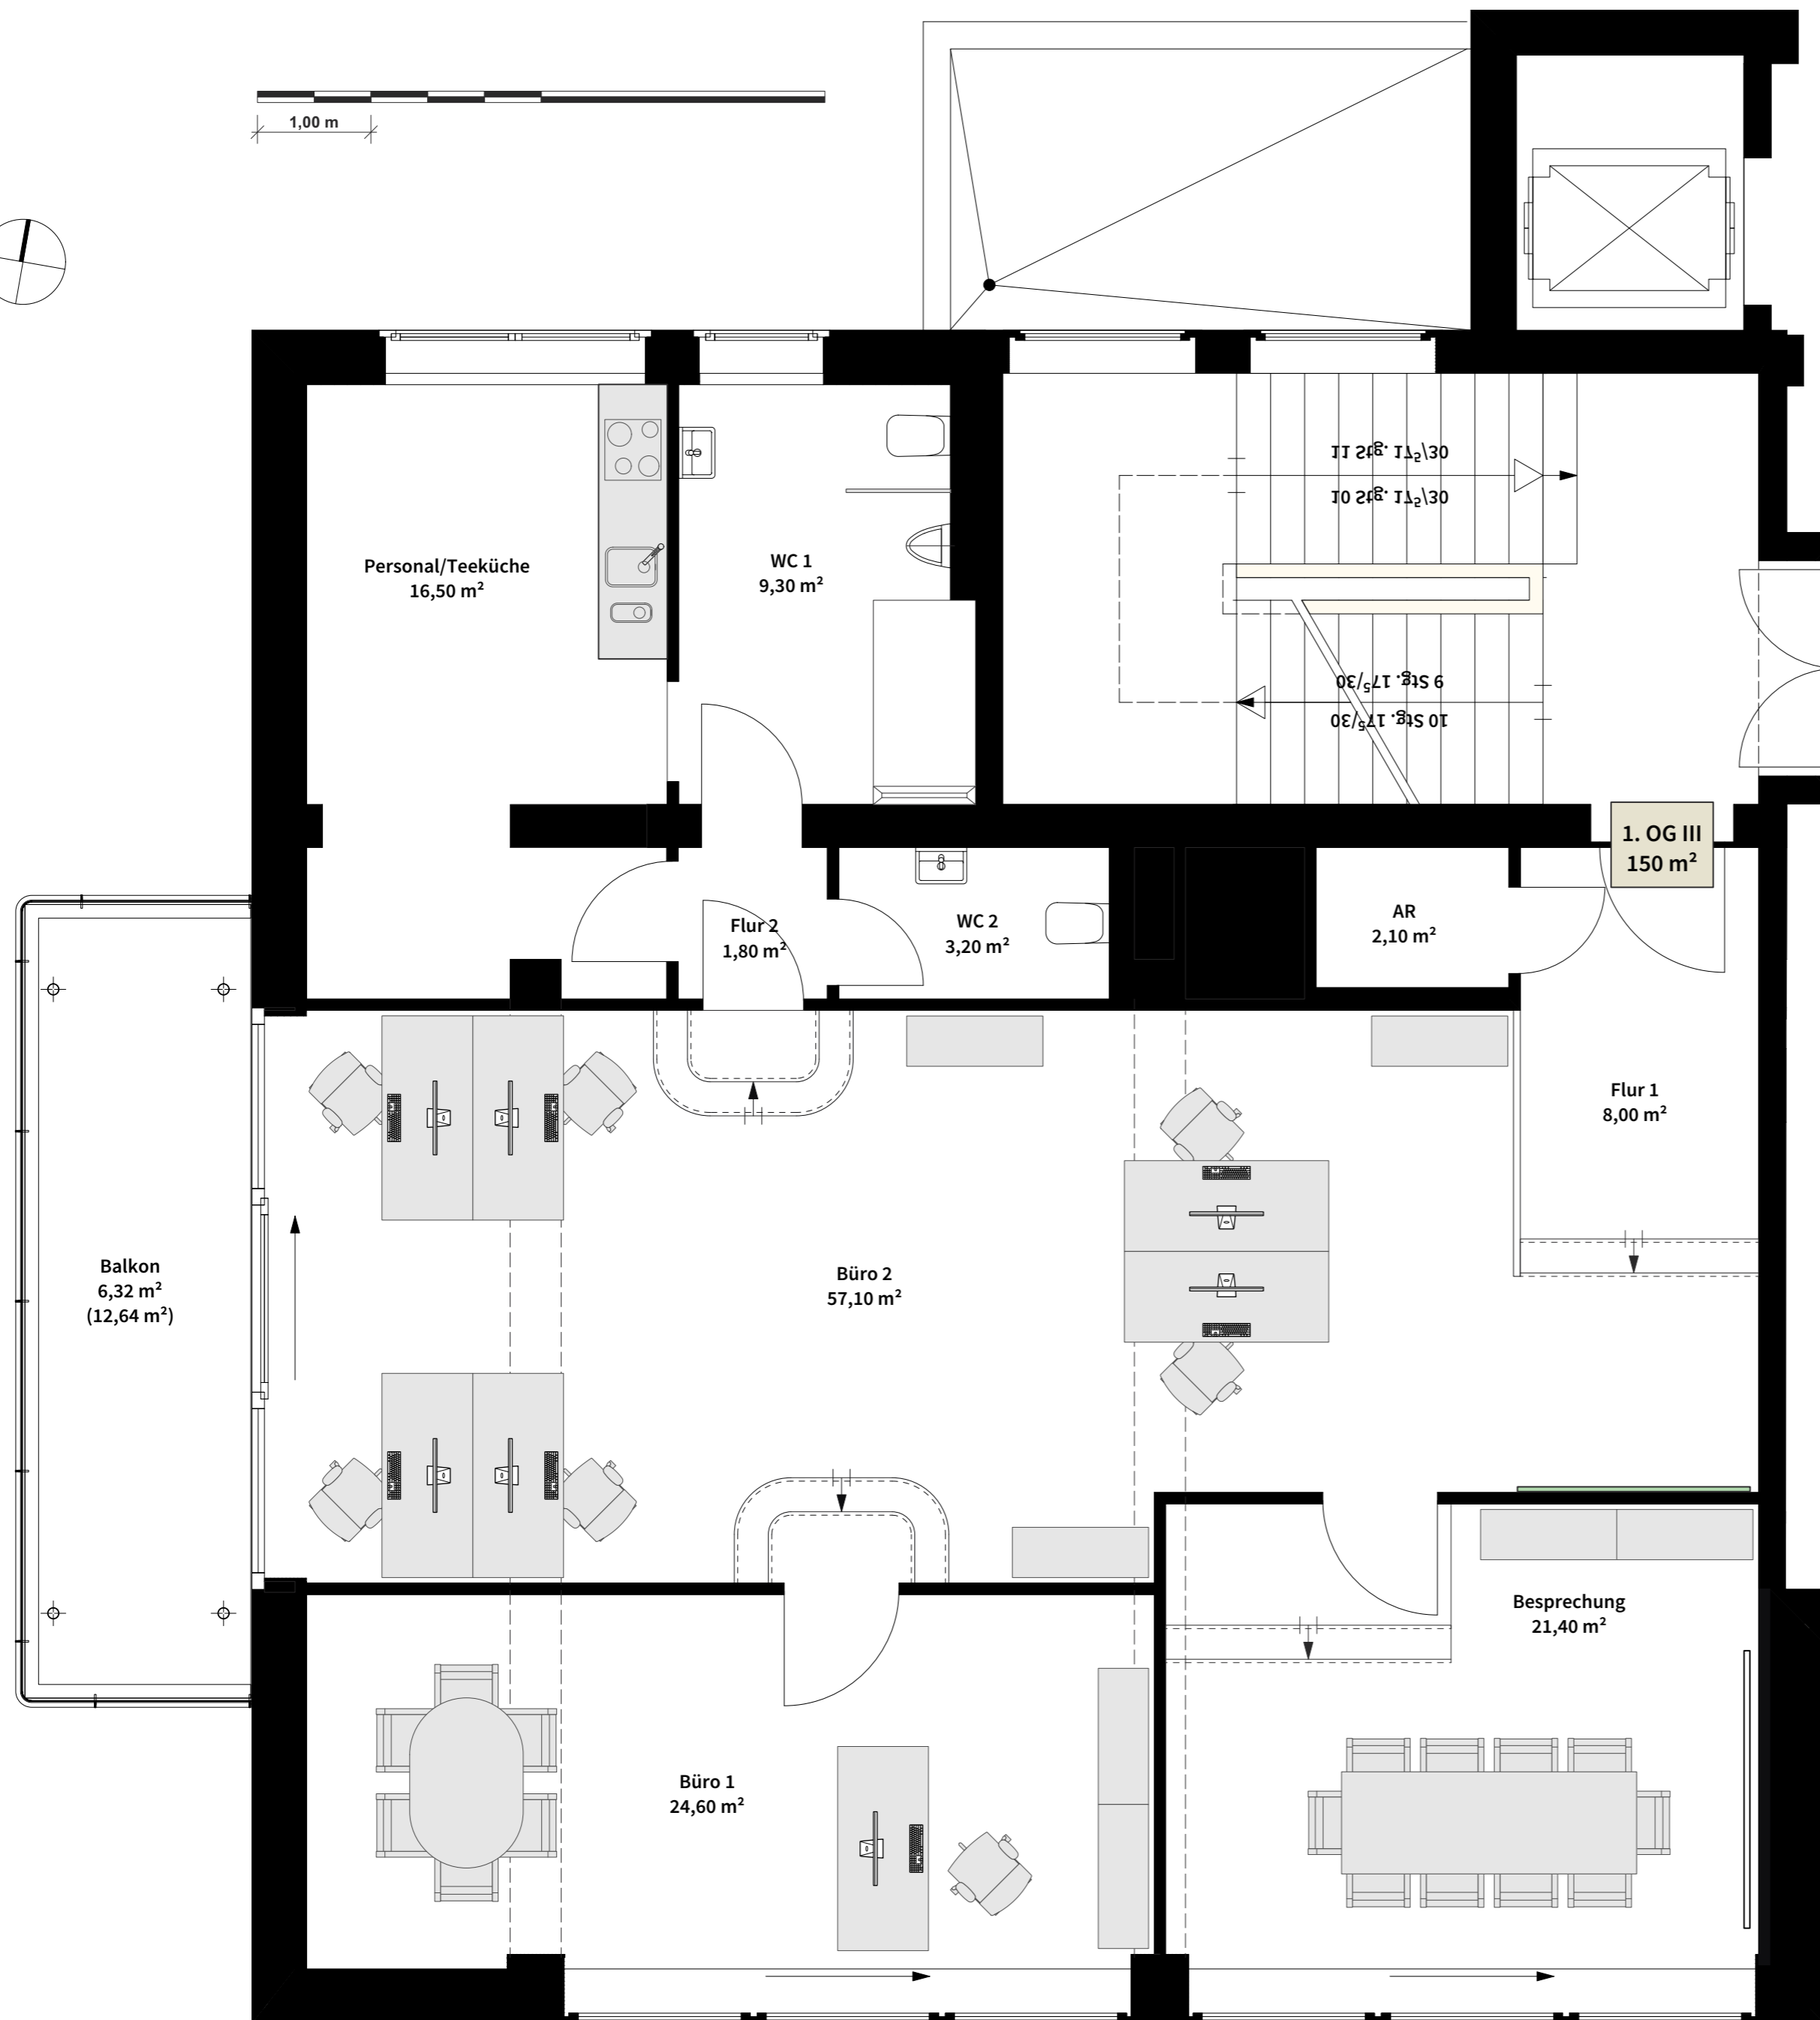 1,00 m
11 Stg. 17⁵/30
10 Stg. 17⁵/30
Personal/Teeküche
16,50 m²
WC 1
9,30 m²
9 Stg. 17⁵/30
10 Stg. 17⁵/30
1. OG III
150 m²
Flur 2
1,80 m²
WC 2
3,20 m²
AR
2,10 m²
Flur 1
8,00 m²
Balkon
6,32 m²
(12,64 m²)
Büro 2
57,10 m²
Besprechung
21,40 m²
Büro 1
24,60 m²